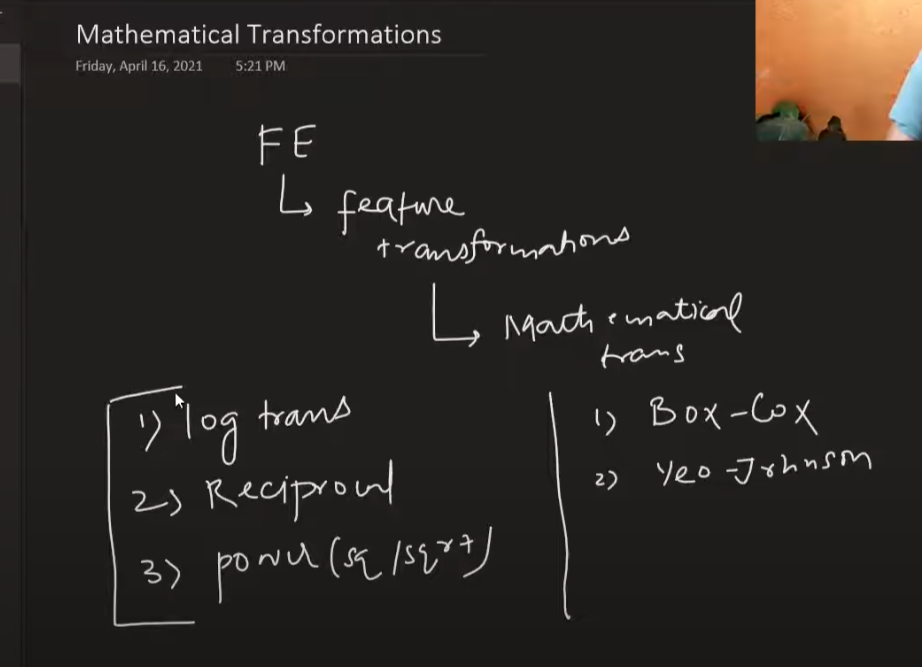 Mathematical Transformations
Friday, April 16, 2021 5:21 PM
FE
feature
transformations
Mathematical
trans
1) log trans
2) Reciprocal
3) power (sq/sqrt)
1) Box-Cox
2) Yeo-Johnson